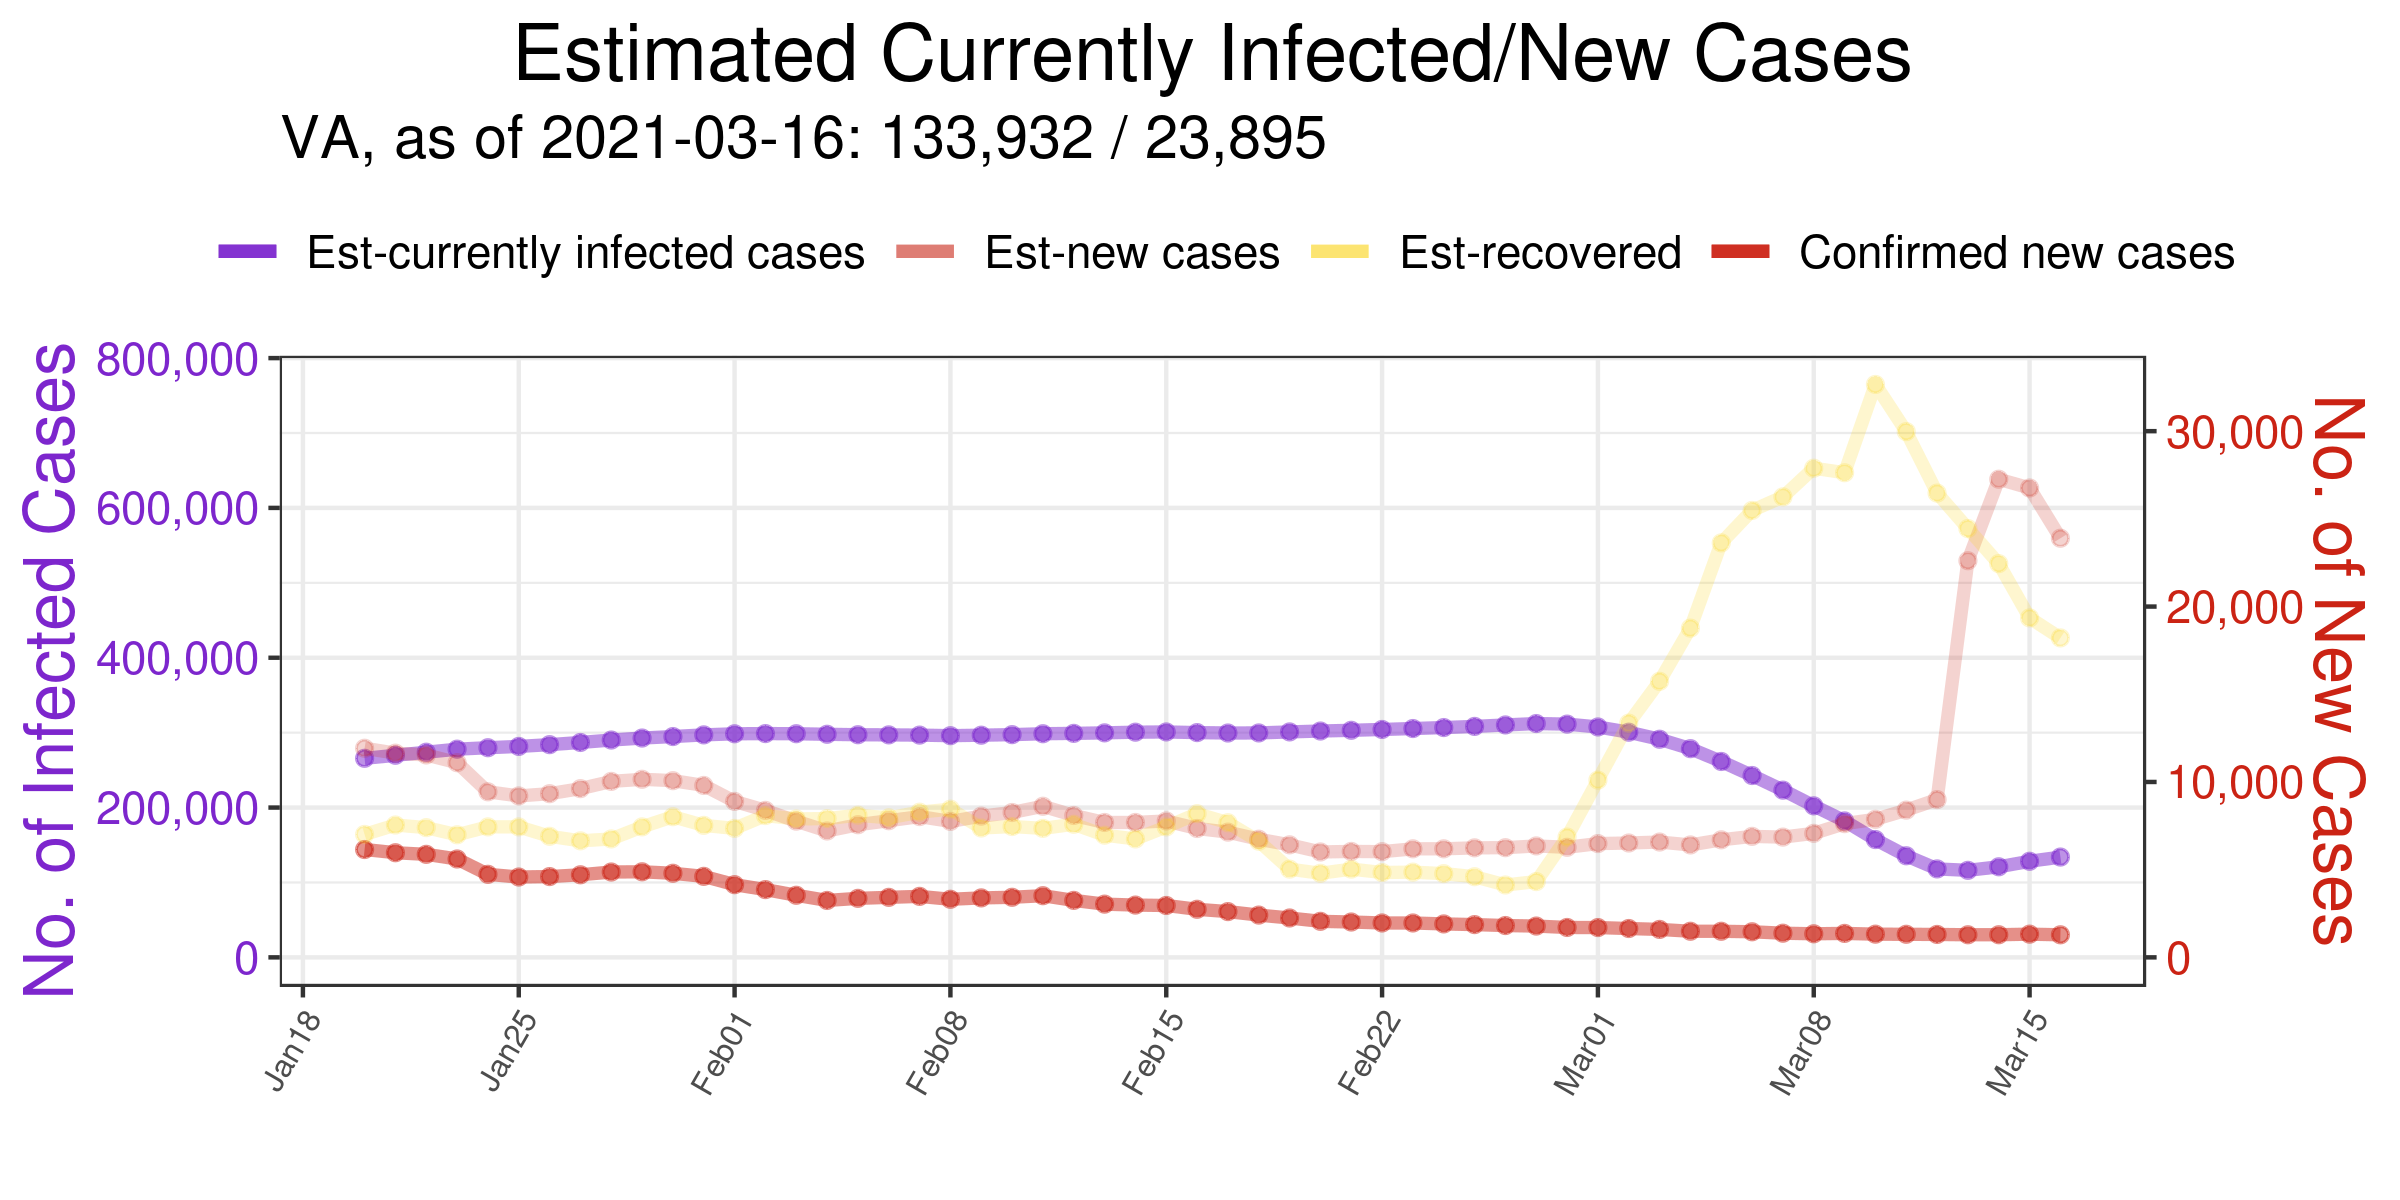 Estimated Currently Infected/New Cases
VA, as of 2021-03-16: 133,932 / 23,895
Est-currently infected cases Est-new cases Est-recovered Confirmed new cases
No. of Infected Cases
800,000
600,000
400,000
200,000
0
30,000
20,000
10,000
0
No. of New Cases
Jan18 Jan25 Feb01 Feb08 Feb15 Feb22 Mar01 Mar08 Mar15